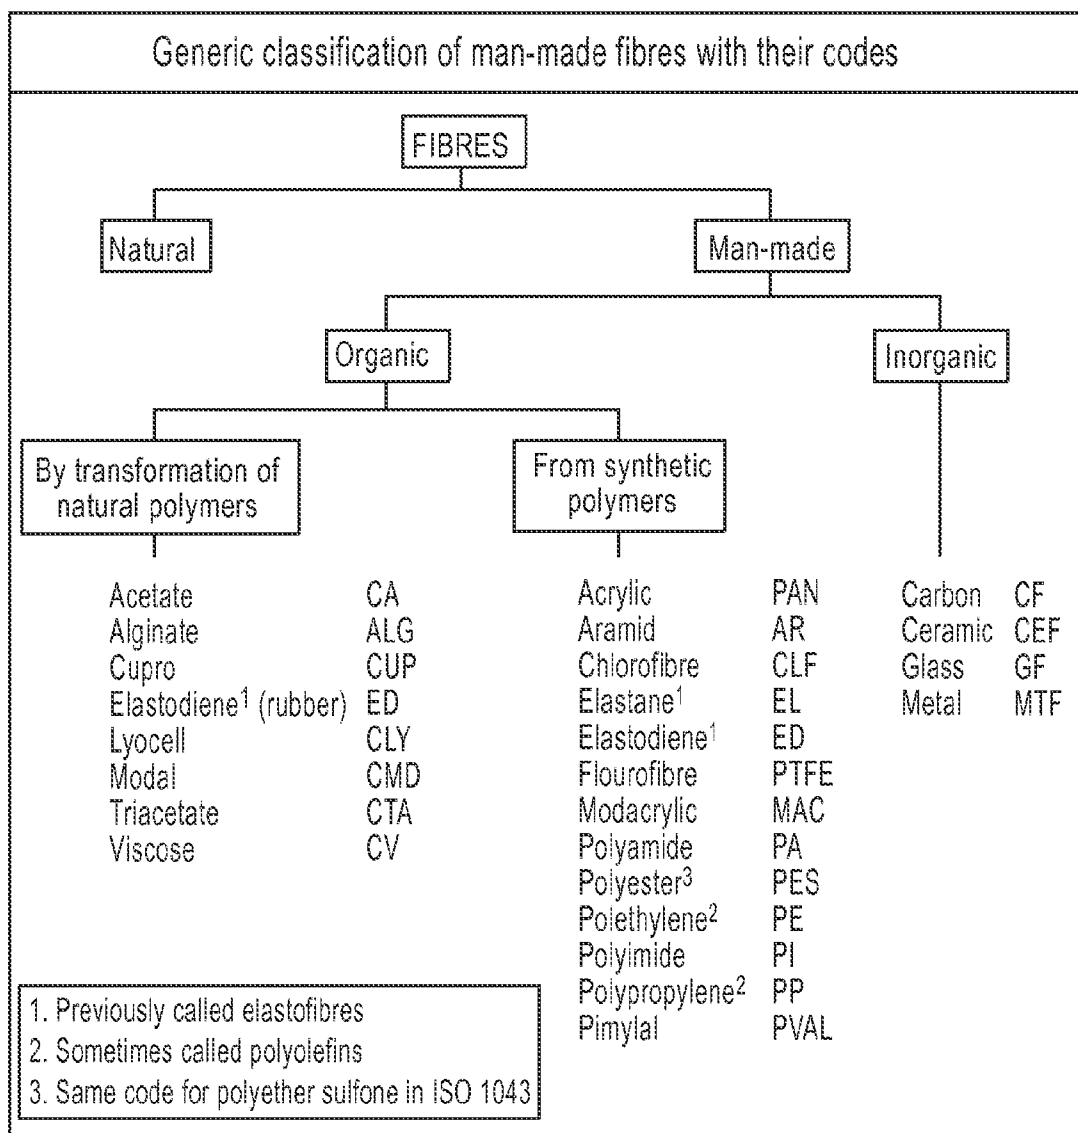 Generic classification of man-made fibres with their codes
FIBRES
Natural
Man-made
Organic
Inorganic
By transformation of
natural polymers
From synthetic
polymers
Acetate CA
Alginate ALG
Cupro CUP
Elastodiene¹ (rubber) ED
Lyocell CLY
Modal CMD
Triacetate CTA
Viscose CV
Acrylic PAN
Aramid AR
Chlorofibre CLF
Elastane¹ EL
Elastodiene¹ ED
Flourofibre PTFE
Modacrylic MAC
Polyamide PA
Polyester³ PES
Polethylene² PE
Polyimide PI
Polypropylene² PP
Pimylal PVAL
Carbon CF
Ceramic CEF
Glass GF
Metal MTF
1. Previously called elastofibres
2. Sometimes called polyolefins
3. Same code for polyether sulfone in ISO 1043